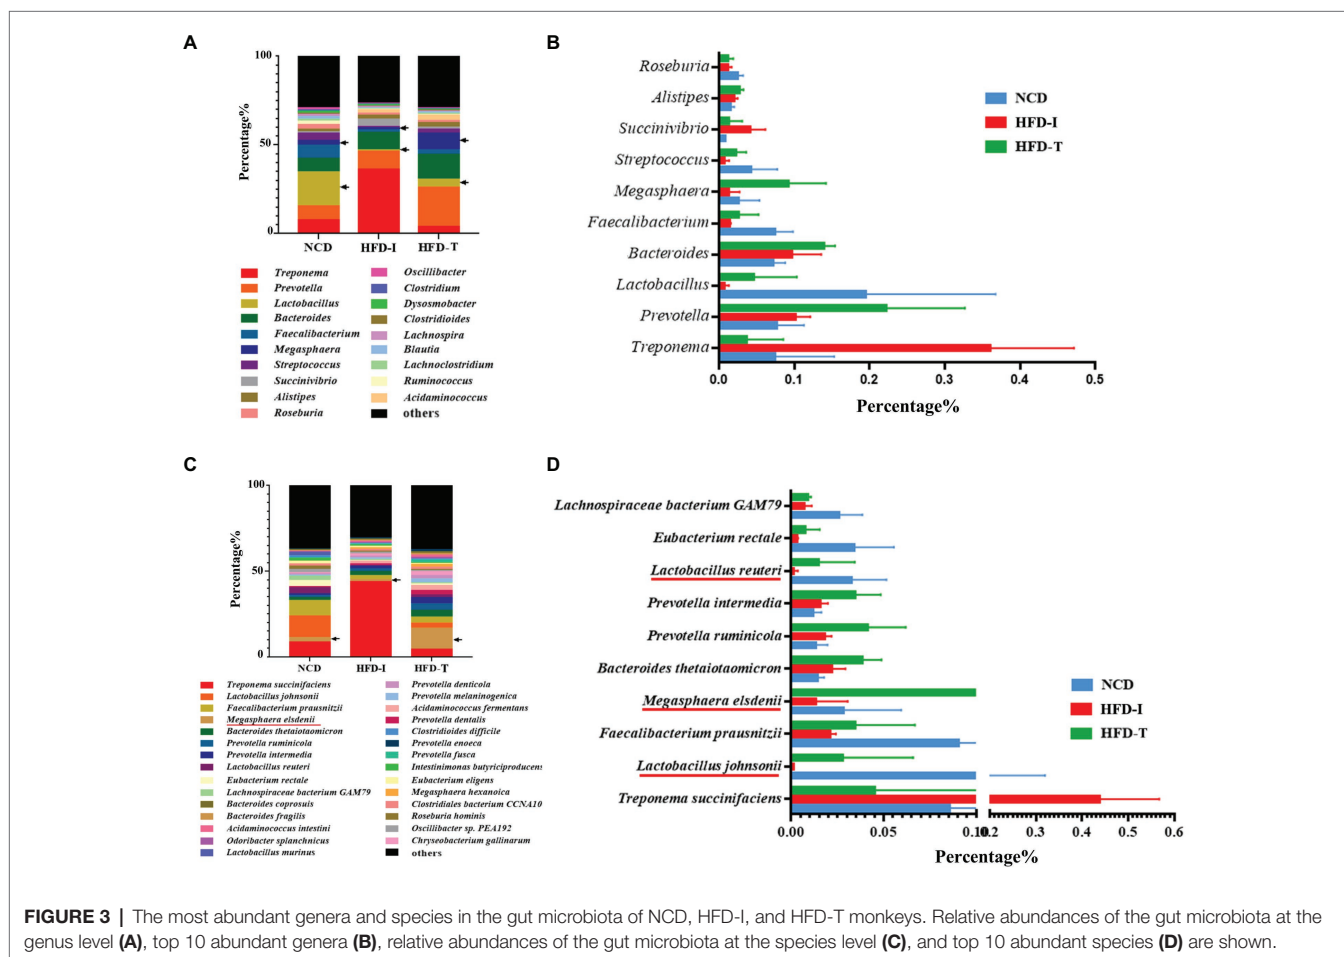 A
Percentage%
100
50
0
NCD
HFD-I
HFD-T
Treponema
Prevotella
Lactobacillus
Bacteroides
Faecalibacterium
Megasphaera
Streptococcus
Succinivibrio
Alistipes
Roseburia
Oscillibacter
Clostridium
Dysosmobacter
Clostridioides
Lachnospira
Blautia
Lachnoclostridium
Ruminococcus
Acidaminococcus
others
B
Roseburia
Alistipes
Succinivibrio
Streptococcus
Megasphaera
Faecalibacterium
Bacteroides
Lactobacillus
Prevotella
Treponema
0.0 0.1 0.2 0.3 0.4 0.5
Percentage%
NCD
HFD-I
HFD-T
C
Percentage%
100
50
0
NCD
HFD-I
HFD-T
Treponema succinifaciens
Lactobacillus johnsonii
Faecalibacterium prausnitzii
Megasphaera elsdenii
Bacteroides thetaiotaomicron
Prevotella ruminicola
Prevotella intermedia
Lactobacillus reuteri
Eubacterium rectale
Lachnospiraceae bacterium GAM79
Bacteroides coprosuis
Bacteroides fragilis
Acidaminococcus intestini
Odoribacter splanchnicus
Lactobacillus murinus
Prevotella denticola
Prevotella melaninogenica
Acidaminococcus fermentans
Prevotella dentalis
Clostridioides difficile
Prevotella enoeca
Prevotella fusca
Intestinimonas butyriciproducens
Eubacterium eligens
Megasphaera hexanoica
Clostridiales bacterium CCNA10
Roseburia hominis
Oscillibacter sp. PEA192
Chryseobacterium gallinarum
others
D
Lachnospiraceae bacterium GAM79
Eubacterium rectale
Lactobacillus reuteri
Prevotella intermedia
Prevotella ruminicola
Bacteroides thetaiotaomicron
Megasphaera elsdenii
Faecalibacterium prausnitzii
Lactobacillus johnsonii
Treponema succinifaciens
0.00 0.05 0.10 0.2 0.3 0.4 0.5 0.6
Percentage%
NCD
HFD-I
HFD-T
FIGURE 3 | The most abundant genera and species in the gut microbiota of NCD, HFD-I, and HFD-T monkeys. Relative abundances of the gut microbiota at the
genus level (A), top 10 abundant genera (B), relative abundances of the gut microbiota at the species level (C), and top 10 abundant species (D) are shown.